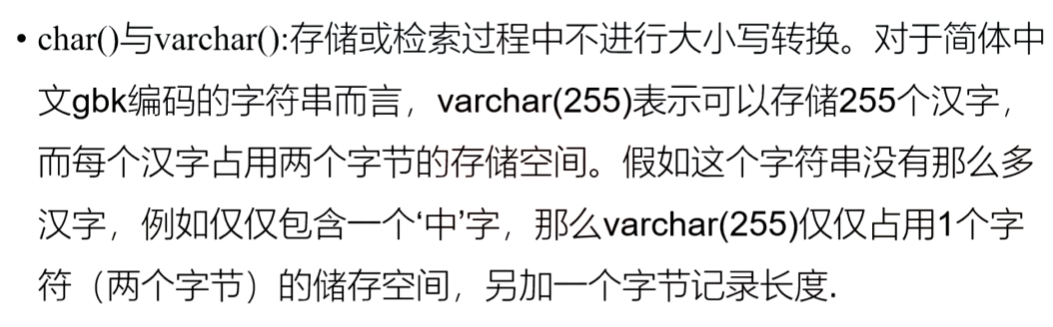 • char()与varchar():存储或检索过程中不进行大小写转换。对于简体中
文gbk编码的字符串而言，varchar(255)表示可以存储255个汉字，
而每个汉字占用两个字节的存储空间。假如这个字符串没有那么多
汉字，例如仅仅包含一个‘中’字，那么varchar(255)仅仅占用1个字
符（两个字节）的储存空间，另加一个字节记录长度.